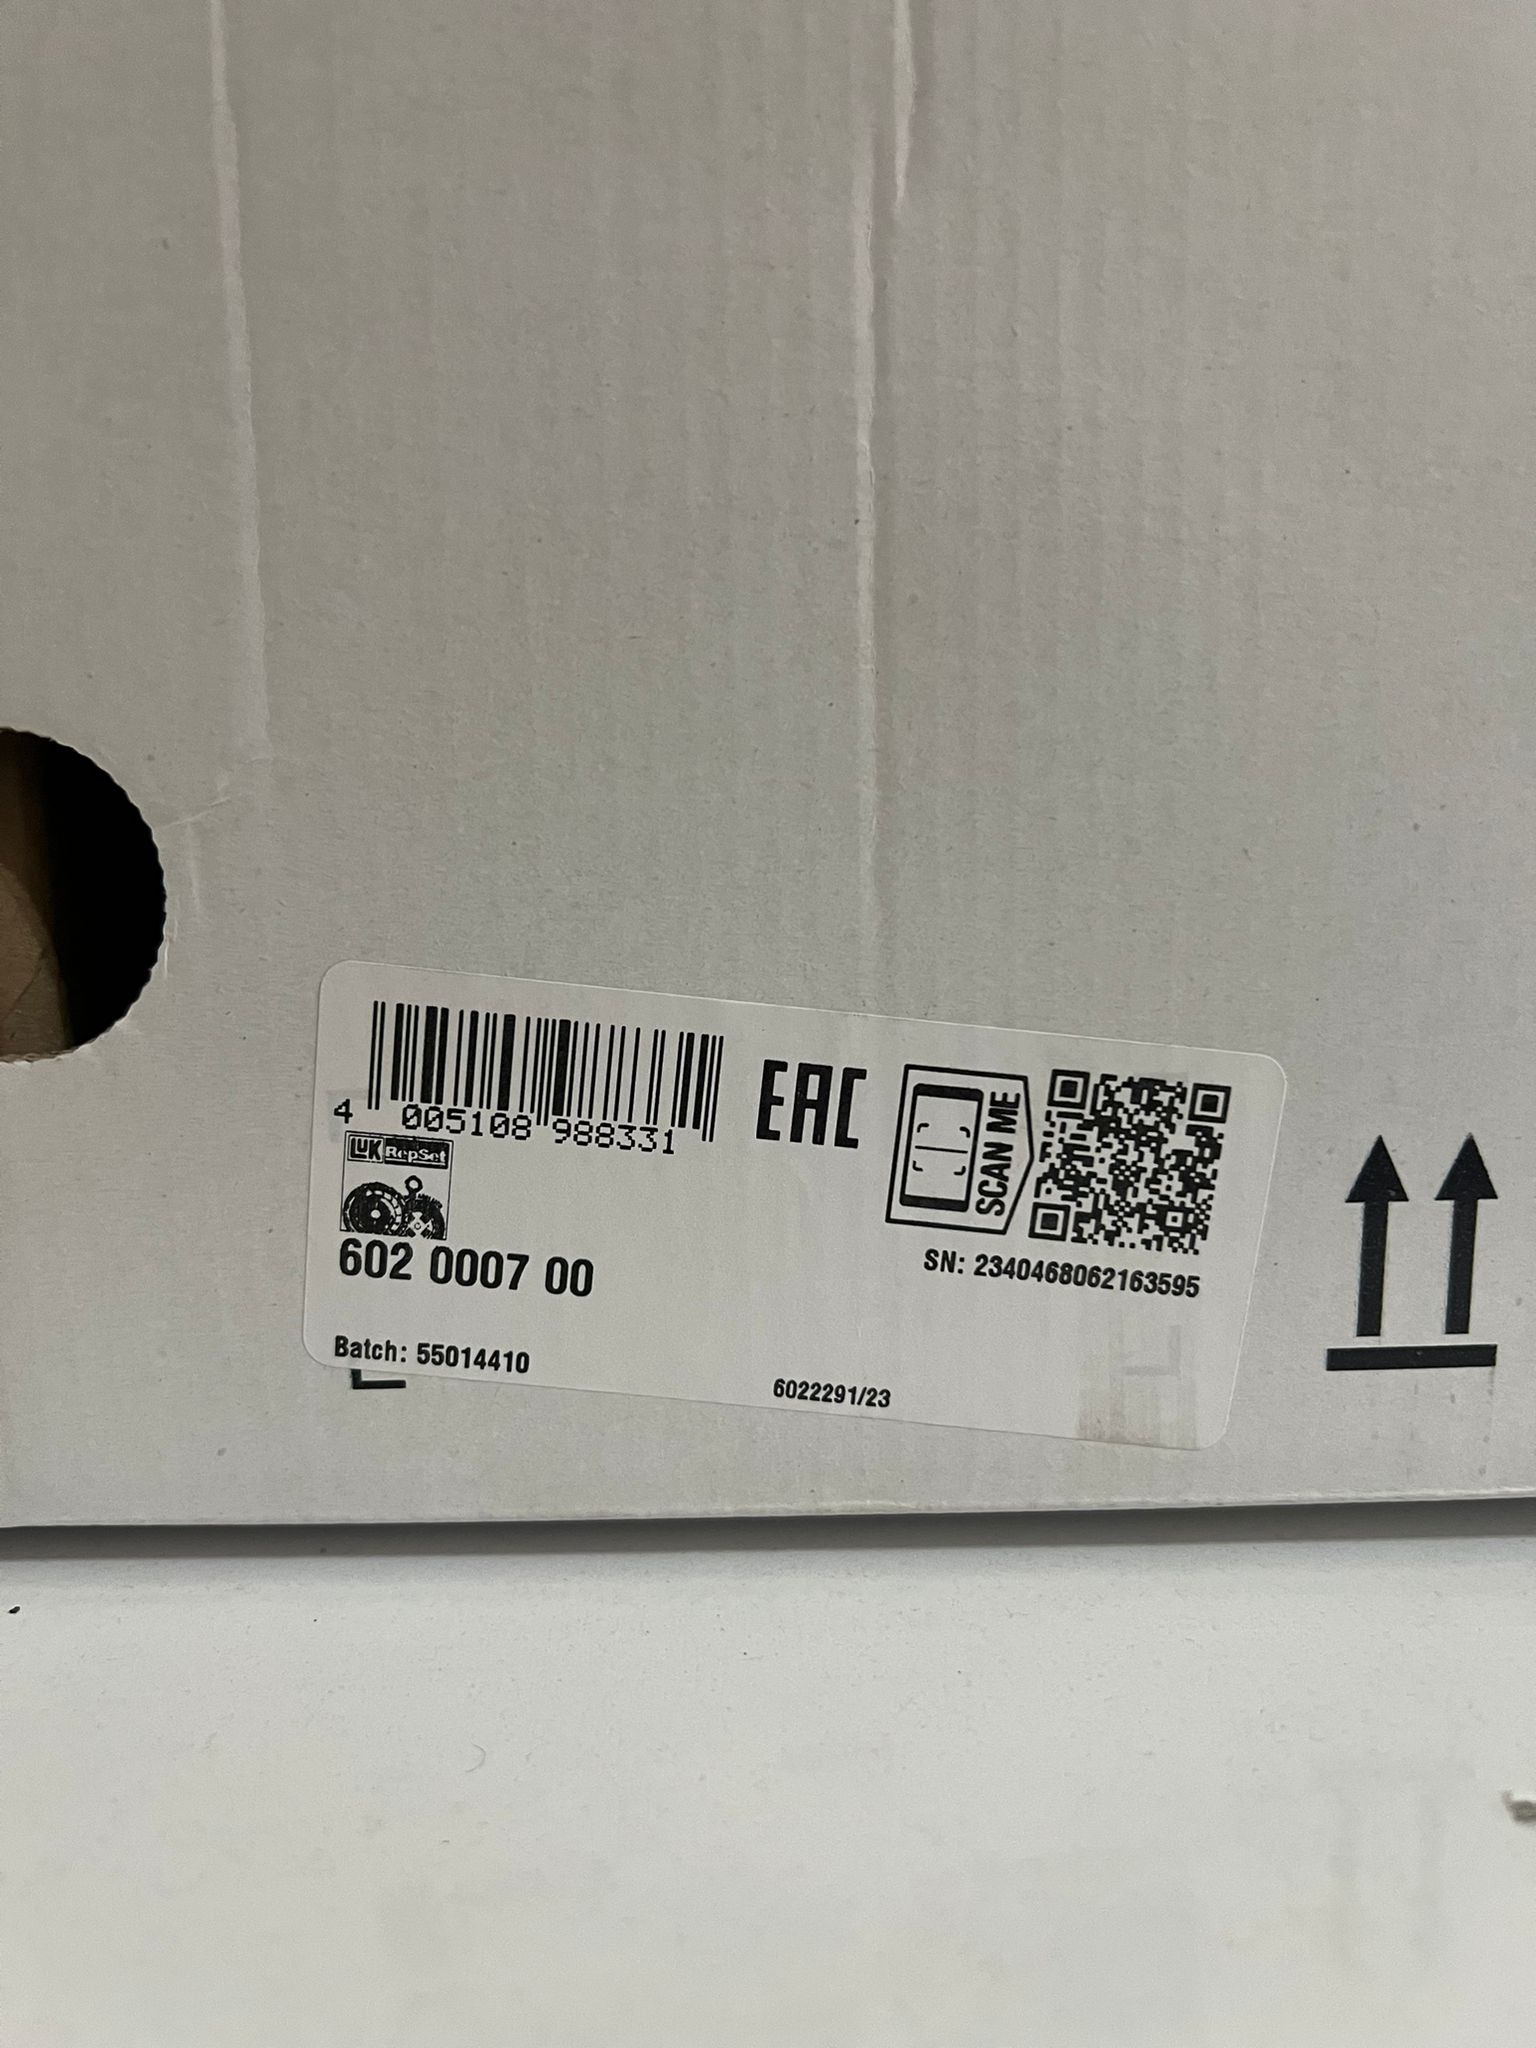 4 005108 988331
EAC
SCAN ME
LuK RepSet
602 0007 00
SN: 2340468062163595
Batch: 55014410
6022291/23